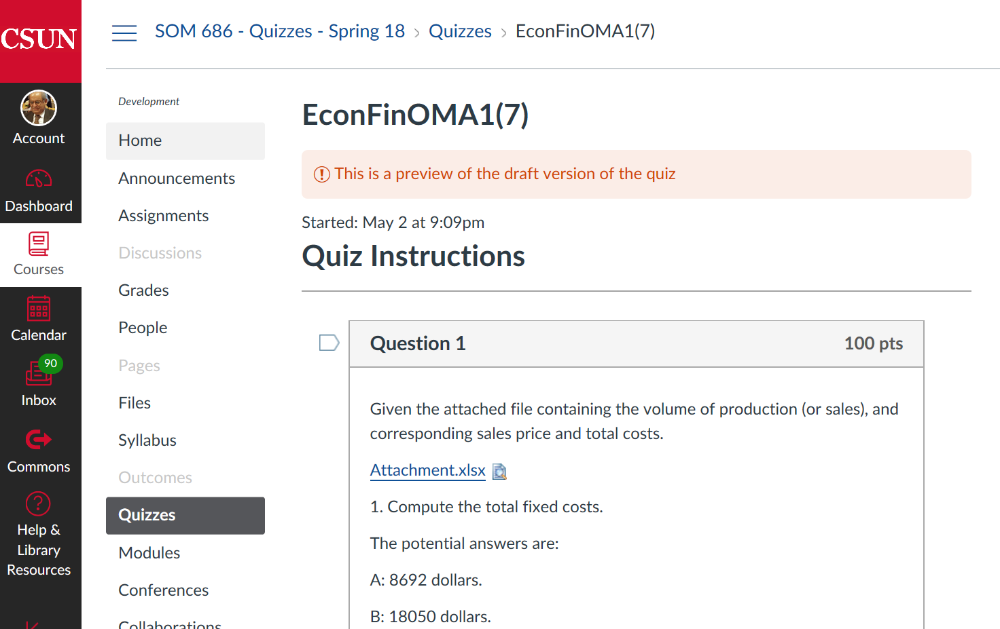 CSUN
Account
Dashboard
Courses
Calendar
90
Inbox
Commons
Help &
Library
Resources
SOM 686 - Quizzes - Spring 18 › Quizzes › EconFinOMA1(7)
Development
Home
Announcements
Assignments
Discussions
Grades
People
Pages
Files
Syllabus
Outcomes
Quizzes
Modules
Conferences
Collaborations
EconFinOMA1(7)
This is a preview of the draft version of the quiz
Started: May 2 at 9:09pm
Quiz Instructions
Question 1 100 pts
Given the attached file containing the volume of production (or sales), and
corresponding sales price and total costs.
Attachment.xlsx
1. Compute the total fixed costs.
The potential answers are:
A: 8692 dollars.
B: 18050 dollars.